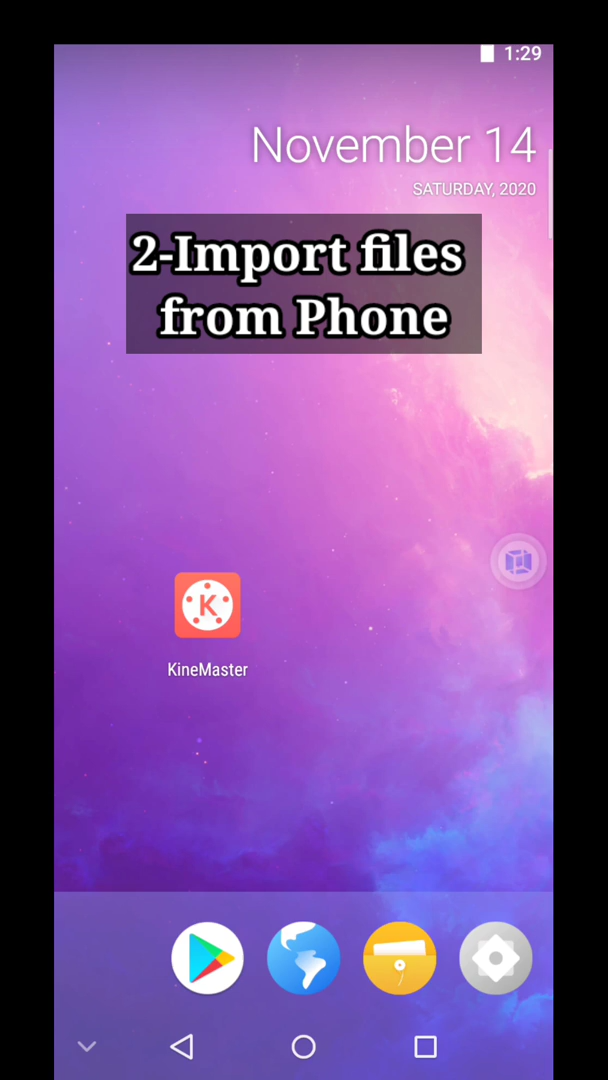 1:29
November 14
SATURDAY, 2020
2-Import files
from Phone
K
KineMaster